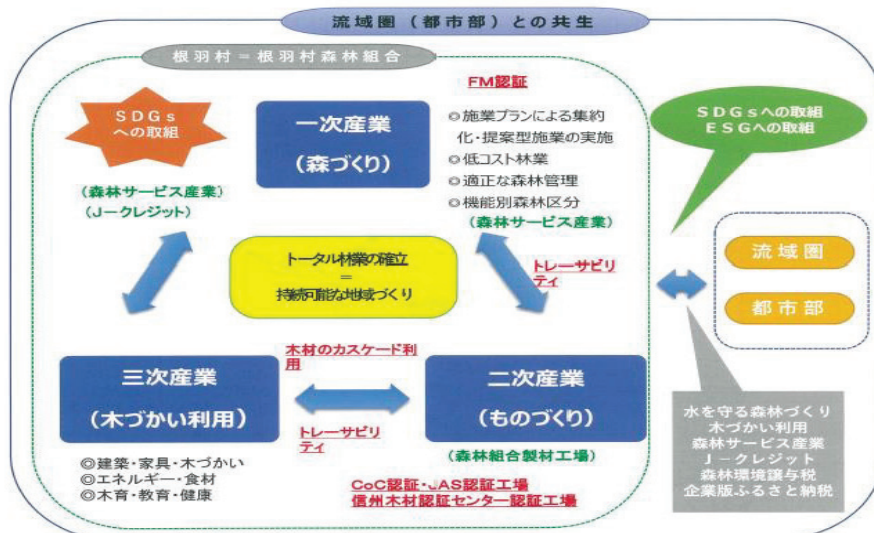 流域圏（都市部）との共生
根羽村＝根羽村森林組合
FM認証
SDGs
への取組
一次産業
（森づくり）
◎施業プランによる集約
化・提案型施業の実施
◎低コスト林業
◎適正な森林管理
◎機能別森林区分
（森林サービス産業）
SDGsへの取組
ESGへの取組
（森林サービス産業）
（J－クレジット）
トータル林業の確立
＝
持続可能な地域づくり
トレーサビリ
ティ
流域圏
都市部
木材のカスケード利
用
三次産業
（木づかい利用）
二次産業
（ものづくり）
トレーサビリ
ティ
（森林組合製材工場）
◎建築・家具・木づかい
◎エネルギー・食材
◎木育・教育・健康
CoC認証・JAS認証工場
信州木材認証センター認証工場
水を守る森林づくり
木づかい利用
森林サービス産業
J－クレジット
森林環境譲与税
企業版ふるさと納税